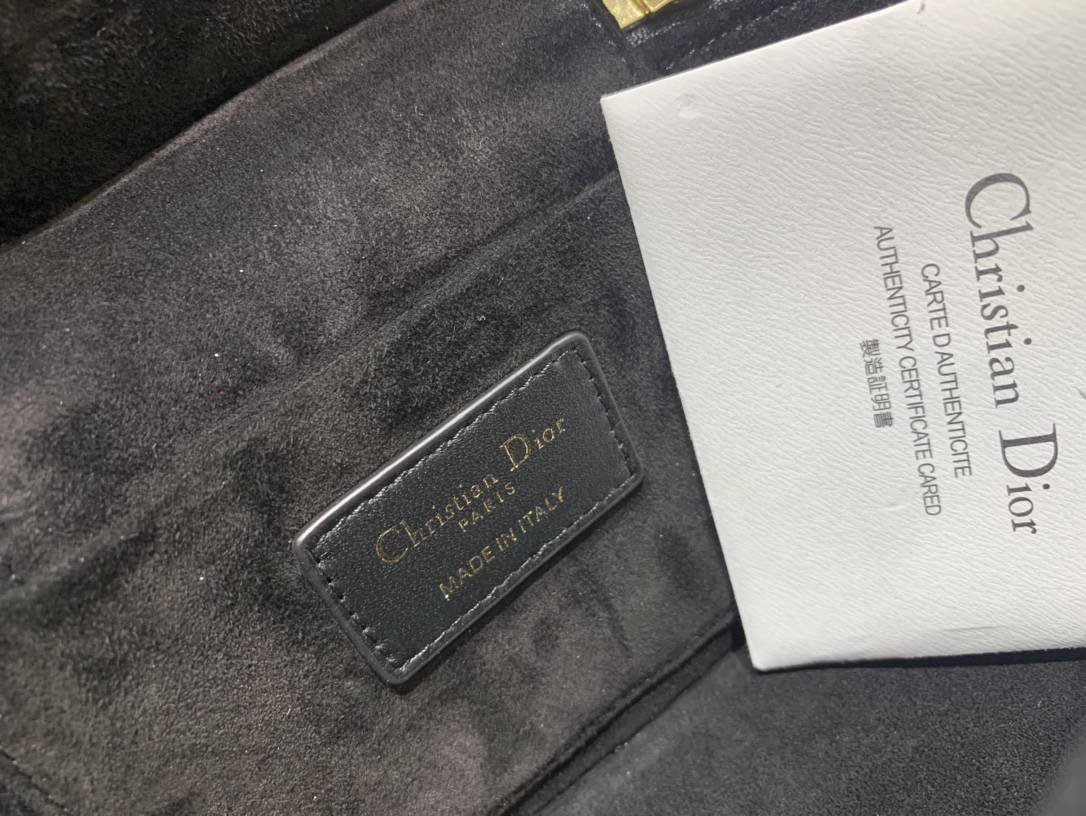 Christian Dior
PARIS
MADE IN ITALY
Christian Dior
CARTE D AUTHENTICITE
AUTHENTICITY CERTIFICATE CARED
製造証明書